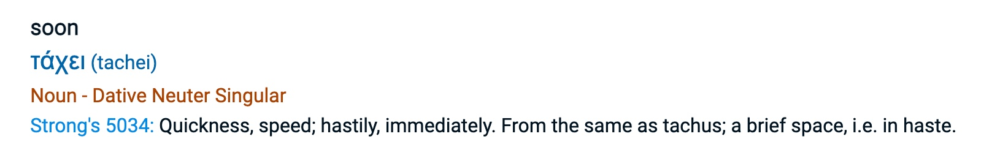 soon
τάχει (tachei)
Noun - Dative Neuter Singular
Strong's 5034: Quickness, speed; hastily, immediately. From the same as tachus; a brief space, i.e. in haste.